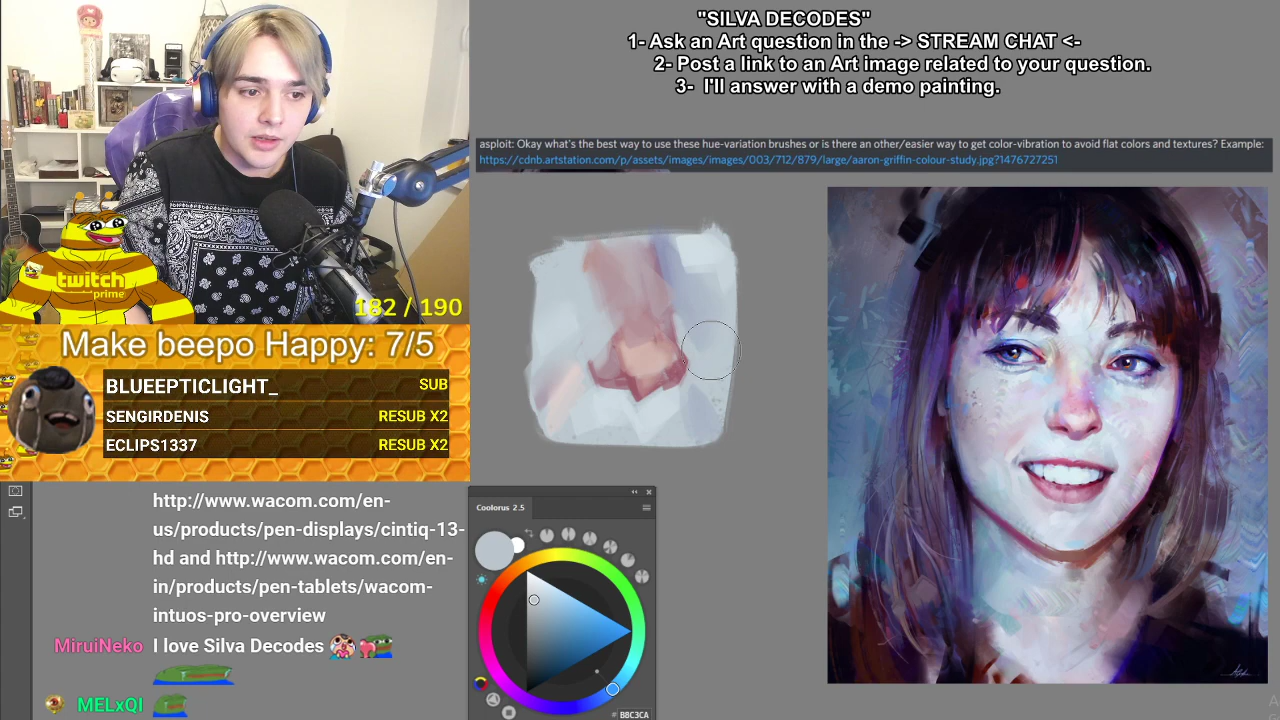 "SILVA DECODES"
1- Ask an Art question in the -> STREAM CHAT <-
2- Post a link to an Art image related to your question.
3- I'll answer with a demo painting.
asploit: Okay what's the best way to use these hue-variation brushes or is there an other/easier way to get color-vibration to avoid flat colors and textures? Example:
https://cdnb.artstation.com/p/assets/images/images/003/712/879/large/aaron-griffin-colour-study.jpg?1476727251
twitch
prime
182 / 190
Make beepo Happy: 7/5
BLUEEPTICLIGHT_ SUB
SENGIRDENIS RESUB X2
ECLIPS1337 RESUB X2
http://www.wacom.com/en-
us/products/pen-displays/cintiq-13-
hd and http://www.wacom.com/en-
in/products/pen-tablets/wacom-
intuos-pro-overview
MiruiNeko I love Silva Decodes
MELxQI
Coolorus 2.5
# BBC3CA